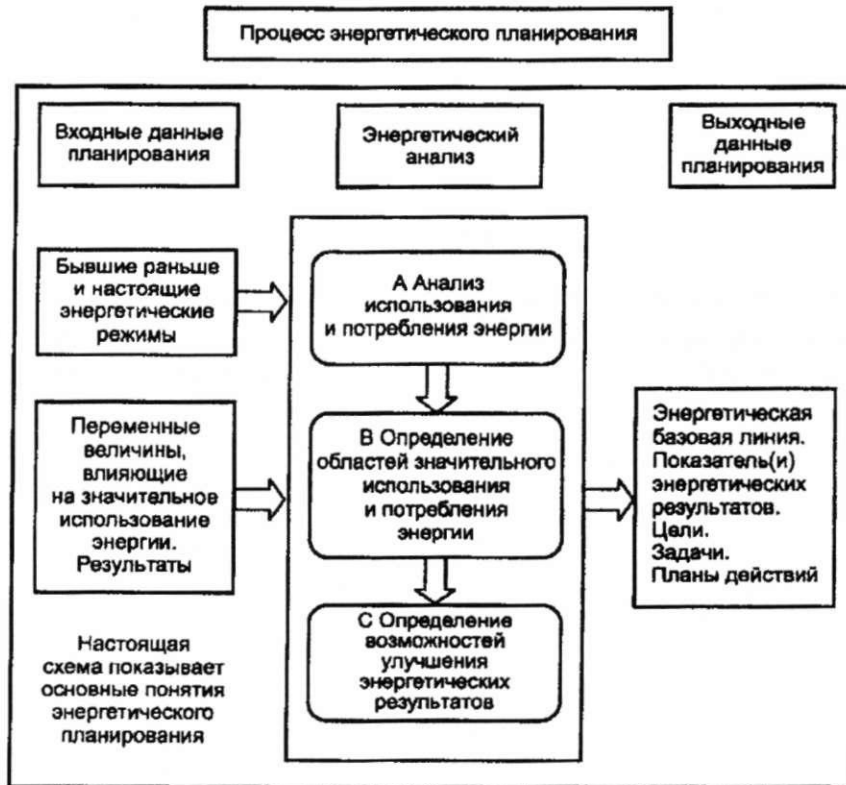 Процесс энергетического планирования
Входные данные
планирования
Энергетический
анализ
Выходные
данные
планирования
Бывшие раньше
и настоящие
энергетические
режимы
А Анализ
использования
и потребления энергии
Переменные
величины,
влияющие
на значительное
использование
энергии.
Результаты
В Определение
областей значительного
использования
и потребления
энергии
Энергетическая
базовая линия.
Показатель(и)
энергетических
результатов.
Цели.
Задачи.
Планы действий
С Определение
возможностей
улучшения
энергетических
результатов
Настоящая
схема показывает
основные понятия
энергетического
планирования